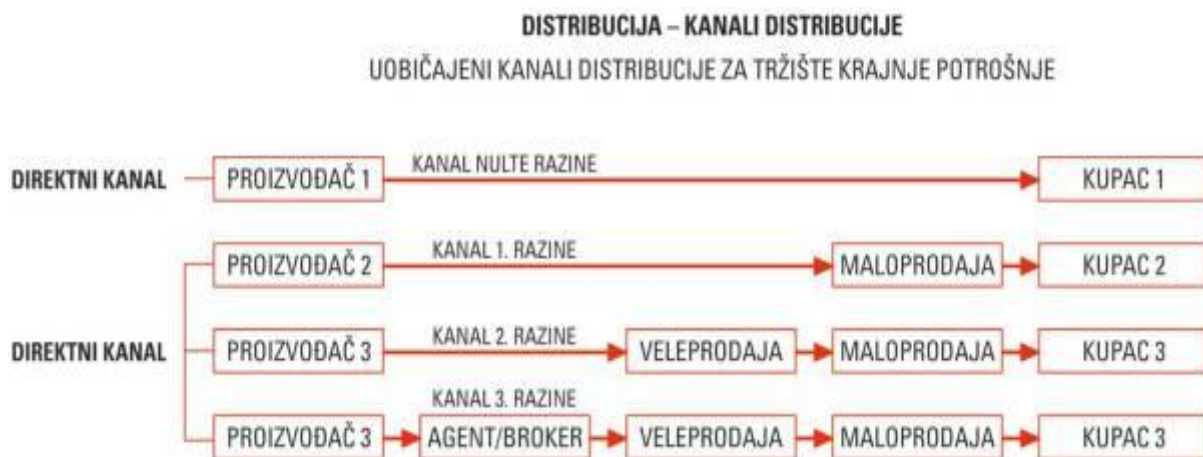 DISTRIBUCIJA – KANALI DISTRIBUCIJE
UOBIČAJENI KANALI DISTRIBUCIJE ZA TRŽIŠTE KRAJNJE POTROŠNJE
DIREKTNI KANAL PROIZVOĐAČ 1 KANAL NULTE RAZINE KUPAC 1
PROIZVOĐAČ 2 KANAL 1. RAZINE MALOPRODAJA KUPAC 2
DIREKTNI KANAL PROIZVOĐAČ 3 KANAL 2. RAZINE VELEPRODAJA MALOPRODAJA KUPAC 3
KANAL 3. RAZINE
PROIZVOĐAČ 3 AGENT/BROKER VELEPRODAJA MALOPRODAJA KUPAC 3